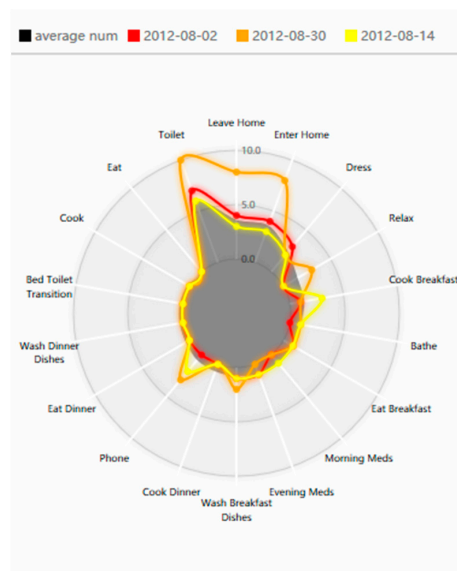 average num 2012-08-02 2012-08-30 2012-08-14
Leave Home
Toilet Enter Home
10.0
Eat Dress
5.0
Cook Relax
0.0
Bed Toilet
Transition
Cook Breakfast
Wash Dinner
Dishes
Bathe
Eat Dinner Eat Breakfast
Phone Morning Meds
Cook Dinner Evening Meds
Wash Breakfast
Dishes